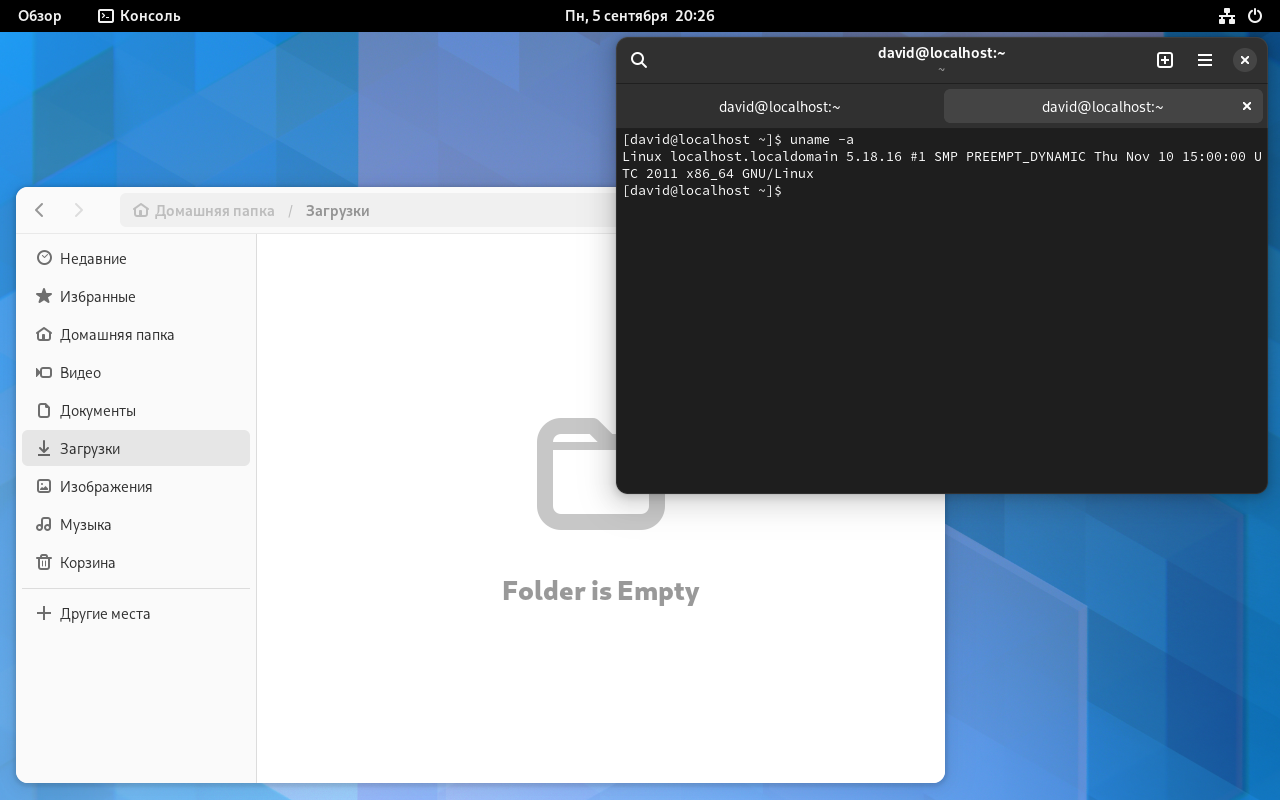 Обзор
Консоль
Пн, 5 сентября 20:26
david@localhost:~
~
david@localhost:~
david@localhost:~
[david@localhost ~]$ uname -a
Linux localhost.localdomain 5.18.16 #1 SMP PREEMPT_DYNAMIC Thu Nov 10 15:00:00 U
TC 2011 x86_64 GNU/Linux
[david@localhost ~]$
Домашняя папка / Загрузки
Недавние
Избранные
Домашняя папка
Видео
Документы
Загрузки
Изображения
Музыка
Корзина
Другие места
Folder is Empty